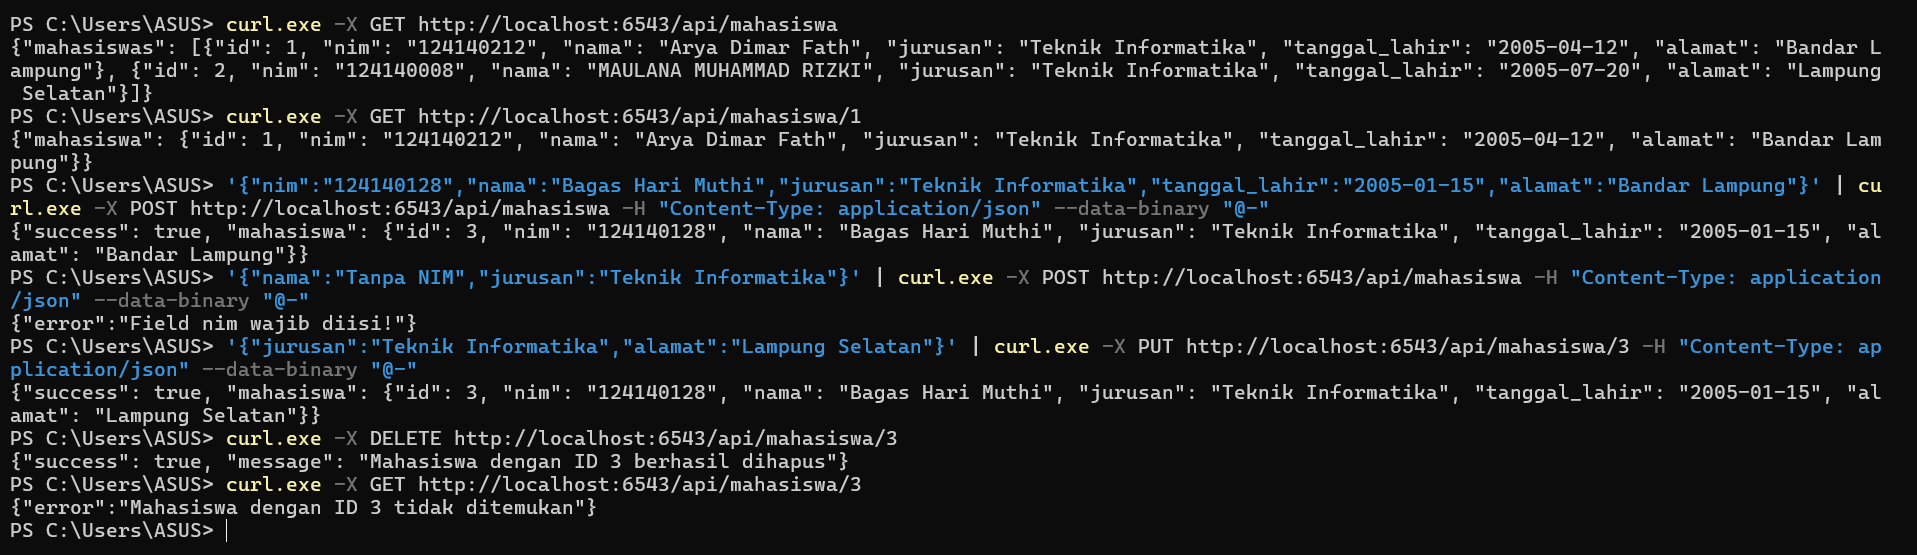 PS C:\Users\ASUS> curl.exe -X GET http://localhost:6543/api/mahasiswa
{"mahasiswas": [{"id": 1, "nim": "124140212", "nama": "Arya Dimar Fath", "jurusan": "Teknik Informatika", "tanggal_lahir": "2005-04-12", "alamat": "Bandar L
ampung"}, {"id": 2, "nim": "124140008", "nama": "MAULANA MUHAMMAD RIZKI", "jurusan": "Teknik Informatika", "tanggal_lahir": "2005-07-20", "alamat": "Lampung
 Selatan"}]}
PS C:\Users\ASUS> curl.exe -X GET http://localhost:6543/api/mahasiswa/1
{"mahasiswa": {"id": 1, "nim": "124140212", "nama": "Arya Dimar Fath", "jurusan": "Teknik Informatika", "tanggal_lahir": "2005-04-12", "alamat": "Bandar Lam
pung"}}
PS C:\Users\ASUS> '{"nim":"124140128","nama":"Bagas Hari Muthi","jurusan":"Teknik Informatika","tanggal_lahir":"2005-01-15","alamat":"Bandar Lampung"}' | cu
rl.exe -X POST http://localhost:6543/api/mahasiswa -H "Content-Type: application/json" --data-binary "@-"
{"success": true, "mahasiswa": {"id": 3, "nim": "124140128", "nama": "Bagas Hari Muthi", "jurusan": "Teknik Informatika", "tanggal_lahir": "2005-01-15", "al
amat": "Bandar Lampung"}}
PS C:\Users\ASUS> '{"nama":"Tanpa NIM","jurusan":"Teknik Informatika"}' | curl.exe -X POST http://localhost:6543/api/mahasiswa -H "Content-Type: application
/json" --data-binary "@-"
{"error":"Field nim wajib diisi!"}
PS C:\Users\ASUS> '{"jurusan":"Teknik Informatika","alamat":"Lampung Selatan"}' | curl.exe -X PUT http://localhost:6543/api/mahasiswa/3 -H "Content-Type: ap
plication/json" --data-binary "@-"
{"success": true, "mahasiswa": {"id": 3, "nim": "124140128", "nama": "Bagas Hari Muthi", "jurusan": "Teknik Informatika", "tanggal_lahir": "2005-01-15", "al
amat": "Lampung Selatan"}}
PS C:\Users\ASUS> curl.exe -X DELETE http://localhost:6543/api/mahasiswa/3
{"success": true, "message": "Mahasiswa dengan ID 3 berhasil dihapus"}
PS C:\Users\ASUS> curl.exe -X GET http://localhost:6543/api/mahasiswa/3
{"error":"Mahasiswa dengan ID 3 tidak ditemukan"}
PS C:\Users\ASUS>